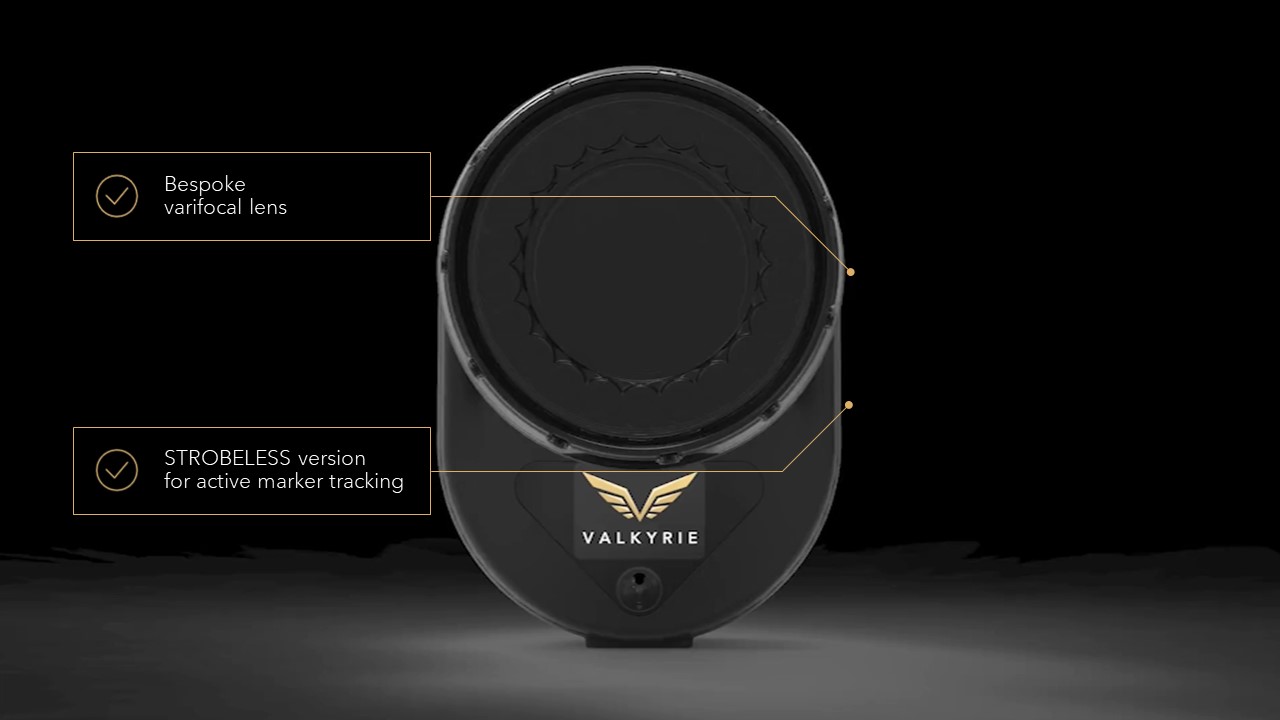 Bespoke
varifocal lens
STROBELESS version
for active marker tracking
VALKYRIE